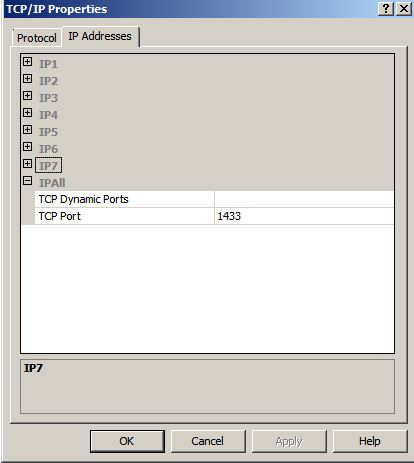 TCP/IP Properties
Protocol IP Addresses
IP1
IP2
IP3
IP4
IP5
IP6
IP7
IPAll
TCP Dynamic Ports
TCP Port 1433
IP7
OK Cancel Apply Help